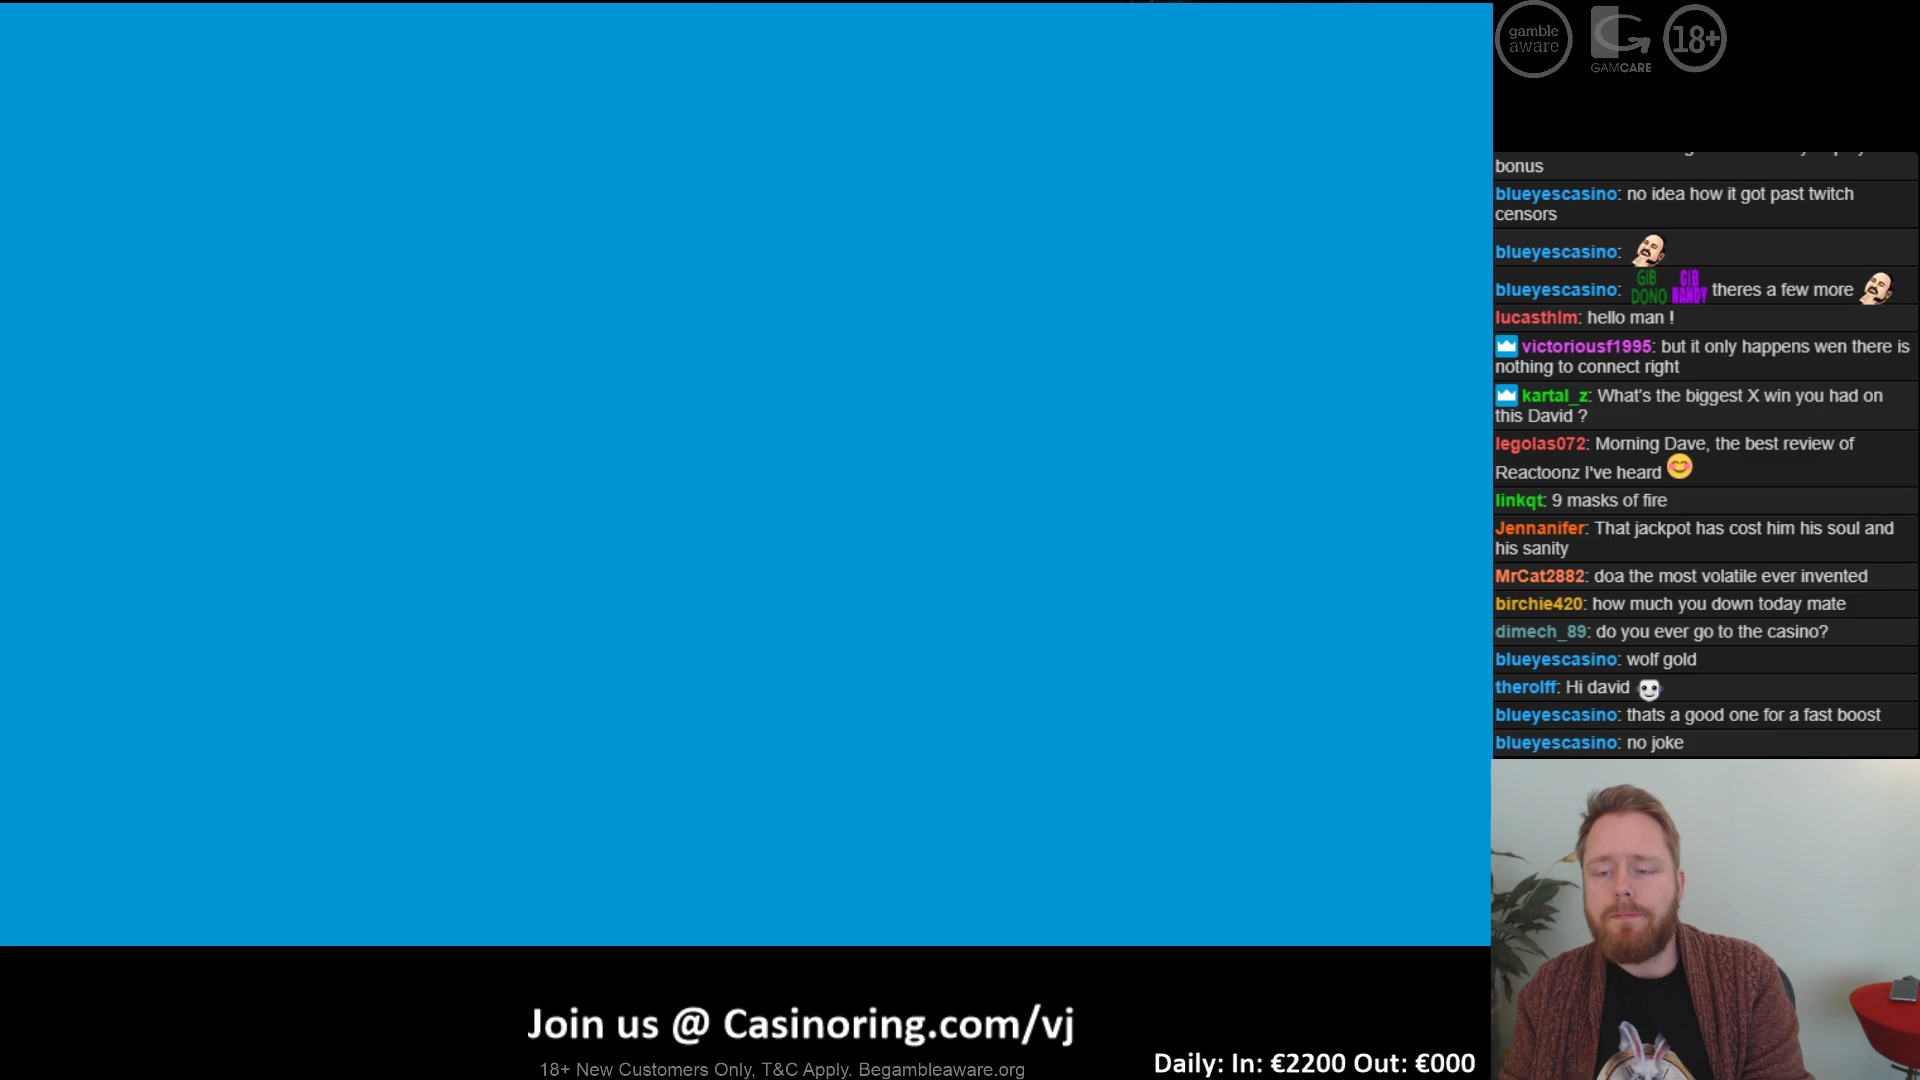 gamble
aware
GAMCARE
18+
bonus
blueyescasino: no idea how it got past twitch
censors
blueyescasino:
blueyescasino: GIB DONO GIB HANDY theres a few more
lucasthlm: hello man !
victoriousf1995: but it only happens wen there is
nothing to connect right
kartal_z: What's the biggest X win you had on
this David ?
legolas072: Morning Dave, the best review of
Reactoonz I've heard
linkqt: 9 masks of fire
Jennanifer: That jackpot has cost him his soul and
his sanity
MrCat2882: doa the most volatile ever invented
birchie420: how much you down today mate
dimech_89: do you ever go to the casino?
blueyescasino: wolf gold
therolff: Hi david
blueyescasino: thats a good one for a fast boost
blueyescasino: no joke
Join us @ Casinoring.com/vj
18+ New Customers Only, T&C Apply. Begambleaware.org
Daily: In: €2200 Out: €000